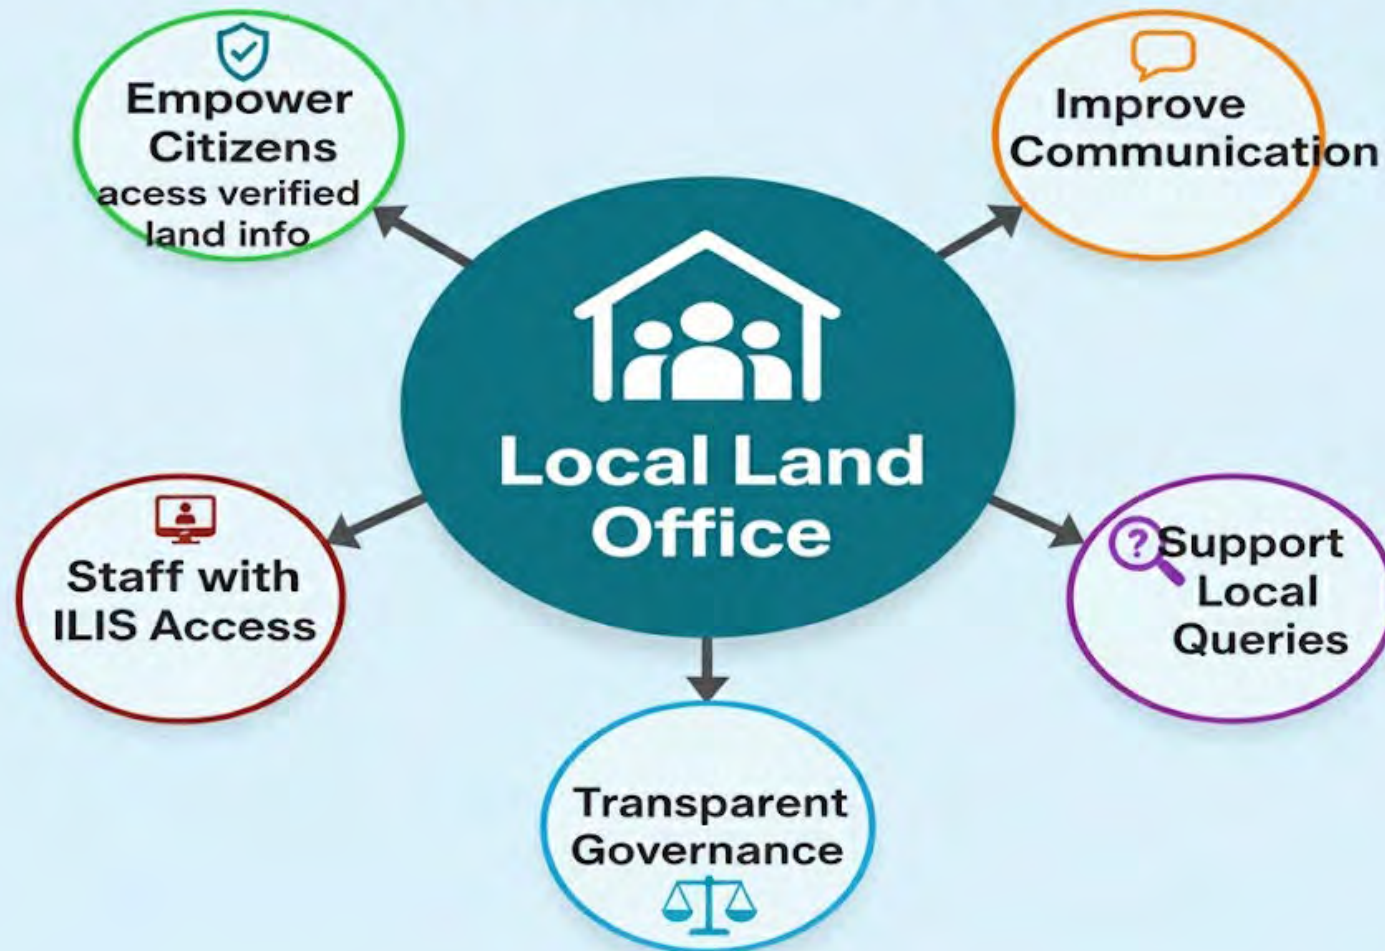 Empower
Citizens
acess verified
land info
Improve
Communication
Local Land
Office
Staff with
ILIS Access
?
Support
Local
Queries
Transparent
Governance